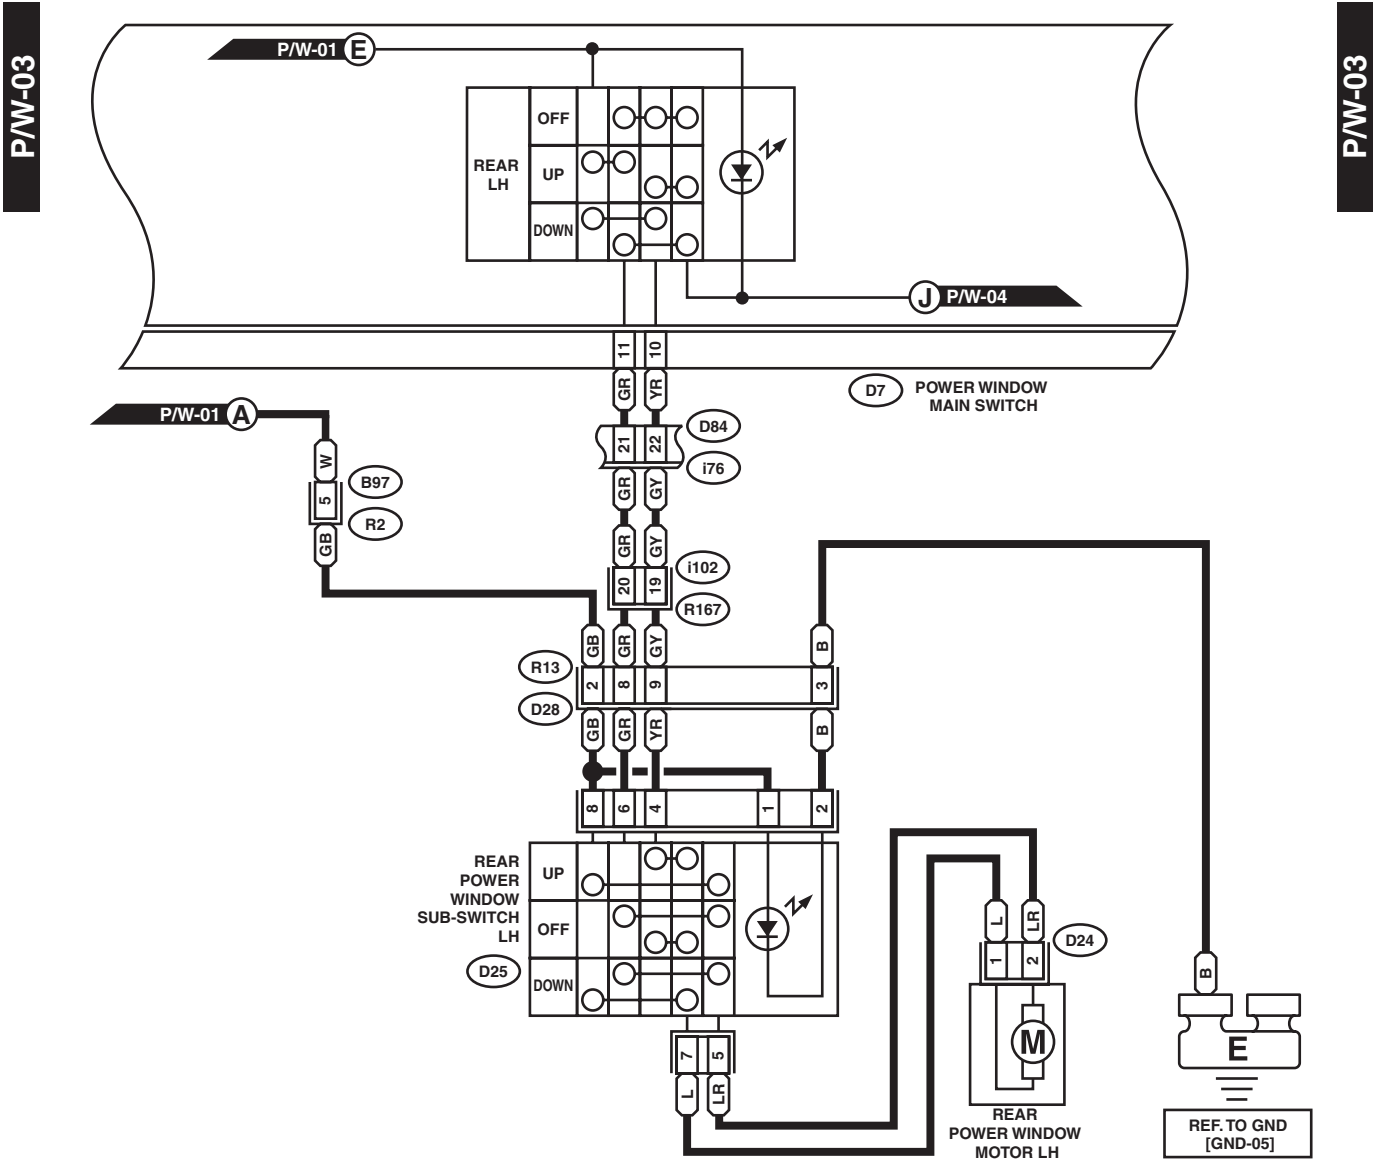 P/W-03
P/W-03
P/W-01 E
OFF
REAR
LH
UP
DOWN
J P/W-04
11 10
GR YR
D7
POWER WINDOW
MAIN SWITCH
P/W-01 A
D84
21 22
i76
W
B97
5
R2
GB
GR GY
GR GY
i102
20 19
R167
GB GR GY B
R13
2 8 9 3
D28
GB GR YR B
8 6 4 1 2
REAR
POWER
WINDOW
SUB-SWITCH
LH
D25
UP
OFF
DOWN
7 5
L LR
L LR
D24
1 2
M
REAR
POWER WINDOW
MOTOR LH
B
E
REF. TO GND
[GND-05]